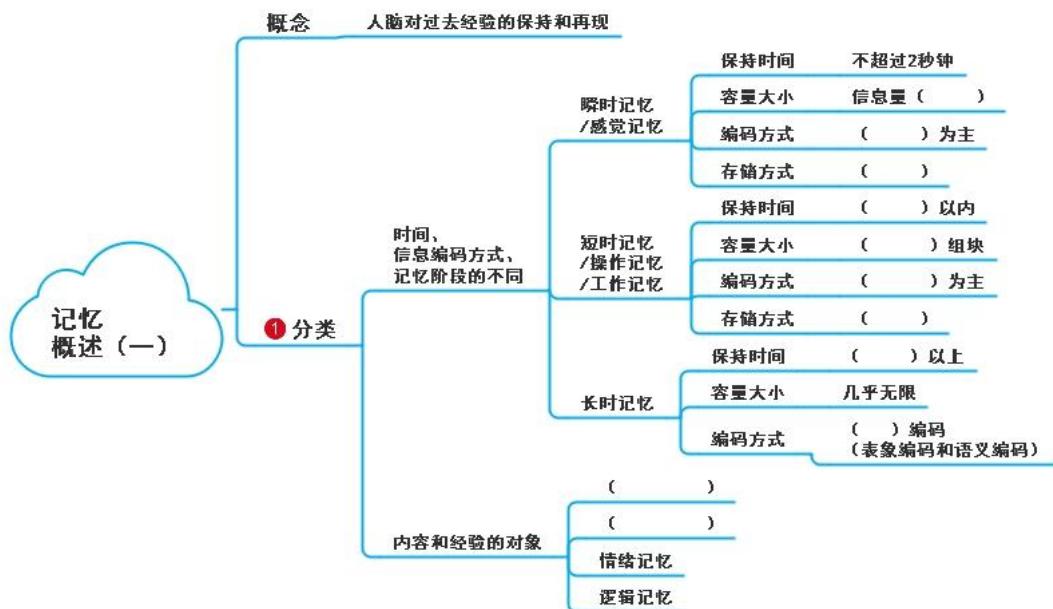 记忆
概述（一）
概念
人脑对过去经验的保持和再现
1 分类
时间、
信息编码方式、
记忆阶段的不同
瞬时记忆
/感觉记忆
保持时间 不超过2秒钟
容量大小 信息量（ ）
编码方式 （ ）为主
存储方式 （ ）
短时记忆
/操作记忆
/工作记忆
保持时间 （ ）以内
容量大小 （ ）组块
编码方式 （ ）为主
存储方式 （ ）
长时记忆
保持时间 （ ）以上
容量大小 几乎无限
编码方式 （ ）编码
（表象编码和语义编码）
内容和经验的对象
（ ）
（ ）
情绪记忆
逻辑记忆